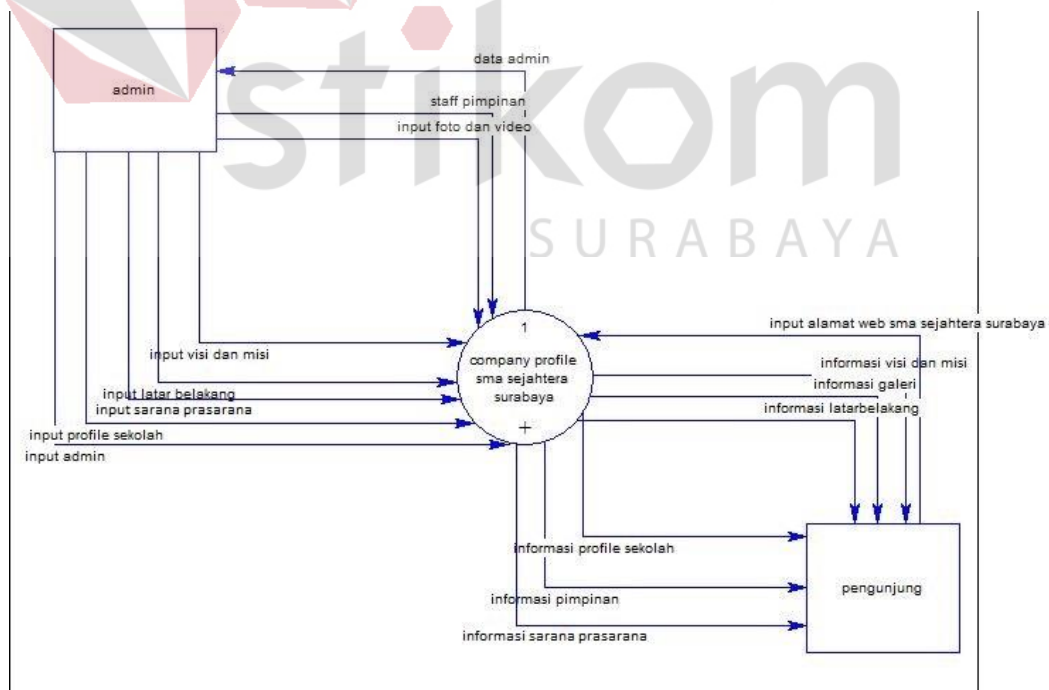 stikom
SURABAYA
admin
data admin
staff pimpinan
input foto dan video
1
company profile
sma sejahtera
surabaya
+
input visi dan misi
input latar belakang
input sarana prasarana
input profile sekolah
input admin
input alamat web sma sejahtera surabaya
informasi visi dan misi
informasi galeri
informasi latarbelakang
informasi profile sekolah
informasi pimpinan
informasi sarana prasarana
pengunjung